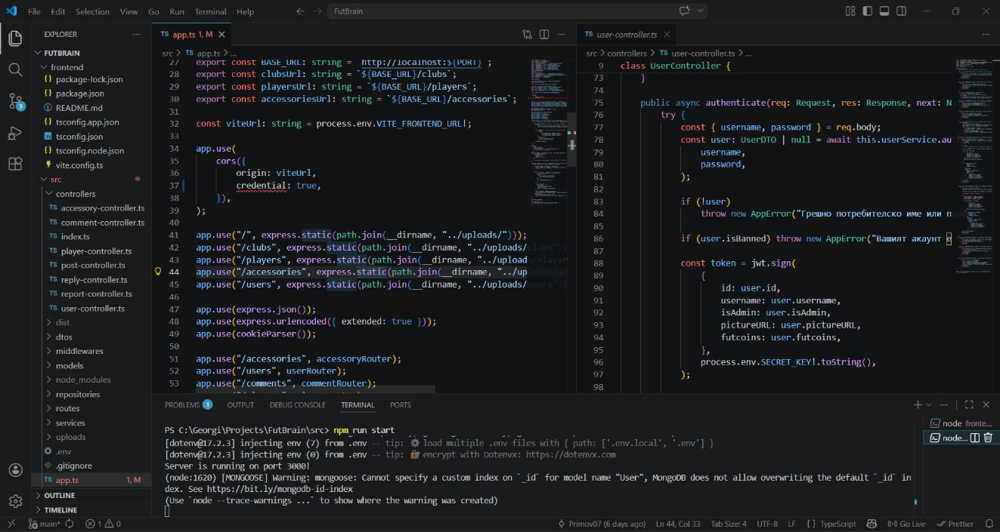 File Edit Selection View Go Run Terminal Help
FutBrain
EXPLORER
FUTBRAIN
frontend
package-lock.json
package.json
README.md
tsconfig.app.json
tsconfig.json
tsconfig.node.json
vite.config.ts
src
controllers
TS accessory-controller.ts
TS comment-controller.ts
TS index.ts
TS player-controller.ts
TS post-controller.ts
TS reply-controller.ts
TS report-controller.ts
TS user-controller.ts
dist
dtos
middlewares
models
node_modules
repositories
routes
services
uploads
.env
.gitignore
TS app.ts 1, M
OUTLINE
TIMELINE
3
TS app.ts 1, M
src > TS app.ts > ...
27 export const BASE_URL: string = `http://localhost:${PORT}`;
28 export const clubsUrl: string = `${BASE_URL}/clubs`;
29 export const playersUrl: string = `${BASE_URL}/players`;
30 export const accessoriesUrl: string = `${BASE_URL}/accessories`;
31
32 const viteUrl: string = process.env.VITE_FRONTEND_URL!;
33
34 app.use(
35 cors({
36 origin: viteUrl,
37 credential: true,
38 }),
39 );
40
41 app.use("/", express.static(path.join(__dirname, "../uploads/")));
42 app.use("/clubs", express.static(path.join(__dirname, "../uploads/clubs"))
43 app.use("/players", express.static(path.join(__dirname, "../uploads/player
44 app.use("/accessories", express.static(path.join(__dirname, "../up
45 app.use("/users", express.static(path.join(__dirname, "../uploads/users"))
46
47 app.use(express.json());
48 app.use(express.urlencoded({ extended: true }));
49 app.use(cookieParser());
50
51 app.use("/accessories", accessoryRouter);
52 app.use("/users", userRouter);
53 app.use("/comments", commentRouter);
TS user-controller.ts
src > controllers > TS user-controller.ts > ...
9 class UserController {
73 }
74
75 public async authenticate(req: Request, res: Response, next: N
76 try {
77 const { username, password } = req.body;
78 const user: UserDTO | null = await this.userService.au
79 username,
80 password,
81 );
82
83 if (!user)
84 throw new AppError("Грешно потребителско име или
85
86 if (user.isBanned) throw new AppError("Вашият акаунт е
87
88 const token = jwt.sign(
89 {
90 id: user.id,
91 username: user.username,
92 isAdmin: user.isAdmin,
93 pictureURL: user.pictureURL,
94 futcoins: user.futcoins,
95 },
96 process.env.SECRET_KEY!.toString(),
97 );
98
PROBLEMS 1 OUTPUT DEBUG CONSOLE TERMINAL PORTS
PS C:\Georgi\Projects\FutBrain\src> npm run start
[dotenv@17.2.3] injecting env (7) from .env -- tip: ⚙️ load multiple .env files with { path: ['.env.local', '.env'] }
[dotenv@17.2.3] injecting env (0) from .env -- tip: 🔐 encrypt with Dotenvx: https://dotenvx.com
Server is running on port 3000!
(node:1620) [MONGOOSE] Warning: mongoose: Cannot specify a custom index on `_id` for model name "User", MongoDB does not allow overwriting the default `_id` in
dex. See https://bit.ly/mongodb-id-index
(Use `node --trace-warnings ...` to show where the warning was created)
node fronte...
node...
main* 1 0 Primov07 (6 days ago) Ln 44, Col 33 Tab Size: 4 UTF-8 LF { } TypeScript Go Live Prettier